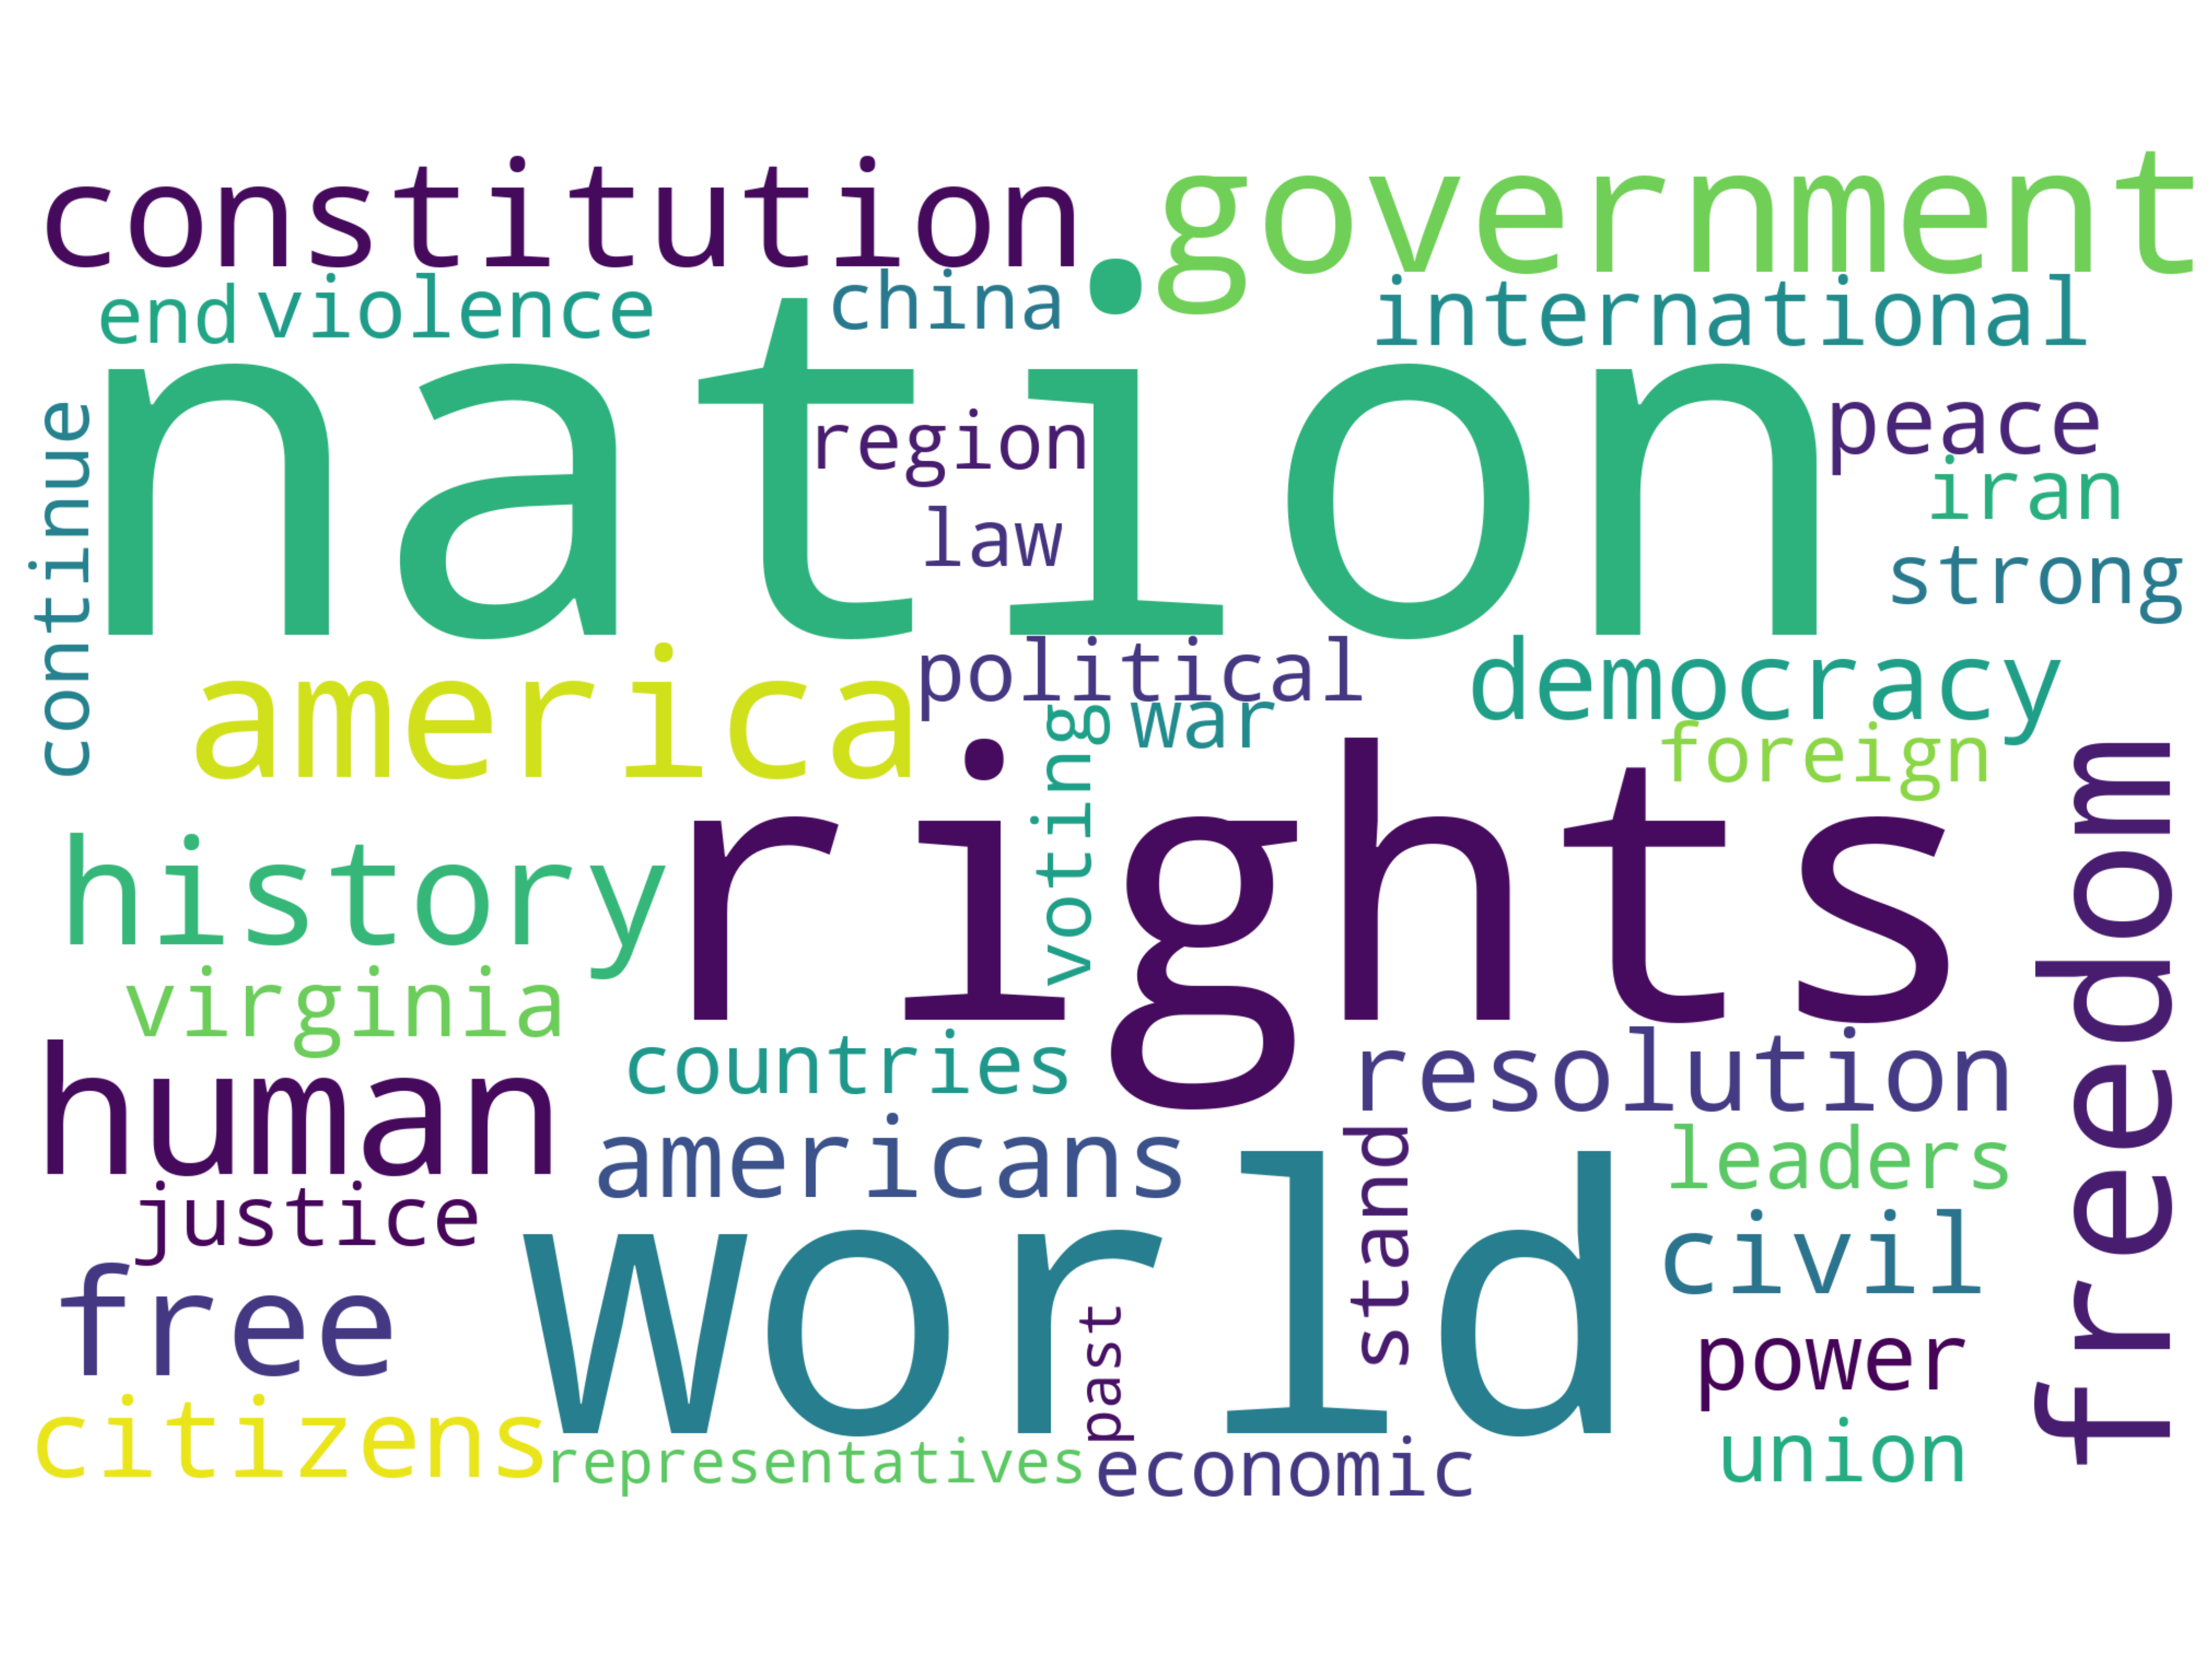 constitution
government
end
violence
china
international
nation
continue
region
peace
iran
law
strong
america
political
democracy
war
foreign
voting
rights
freedom
history
virginia
human
countries
resolution
americans
stand
leaders
justice
world
civil
free
past
power
citizens
representatives
economic
union